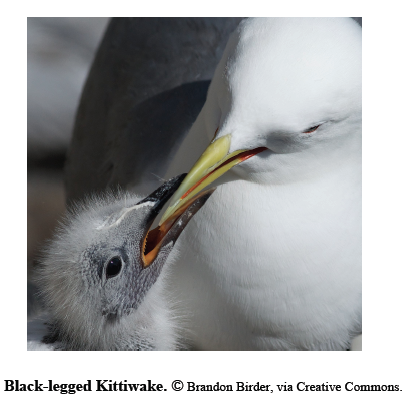 Black-legged Kittiwake. © Brandon Birder, via Creative Commons.